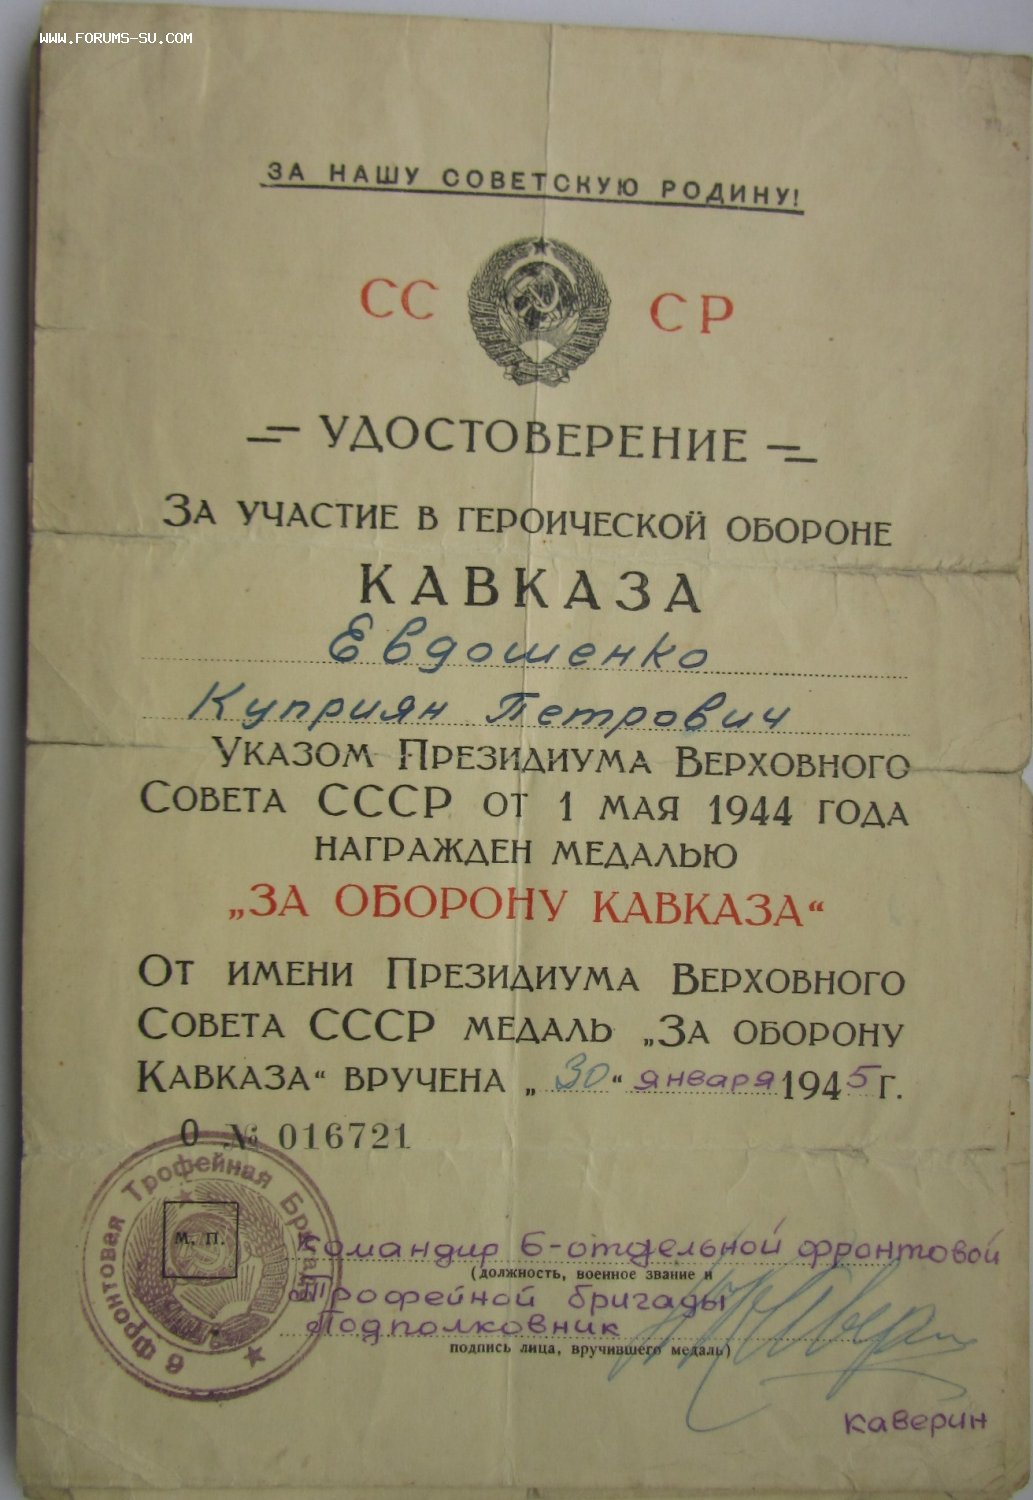 www.forums-su.com
ЗА НАШУ СОВЕТСКУЮ РОДИНУ!
СС СР
УДОСТОВЕРЕНИЕ
ЗА УЧАСТИЕ В ГЕРОИЧЕСКОЙ ОБОРОНЕ
КАВКАЗА
Евдошенко
Куприян Петрович
УКАЗОМ ПРЕЗИДИУМА ВЕРХОВНОГО
СОВЕТА СССР ОТ 1 МАЯ 1944 ГОДА
НАГРАЖДЕН МЕДАЛЬЮ
„ЗА ОБОРОНУ КАВКАЗА“
ОТ ИМЕНИ ПРЕЗИДИУМА ВЕРХОВНОГО
СОВЕТА СССР МЕДАЛЬ „ЗА ОБОРОНУ
КАВКАЗА“ ВРУЧЕНА „30“ января 1945 г.
О № 016721
6 Фронтовая Трофейная Бригада
М. П.
Командир 6-отдельной фронтовой
(должность, военное звание и
Трофейной бригады
Подполковник
подпись лица, вручившего медаль)
Каверин